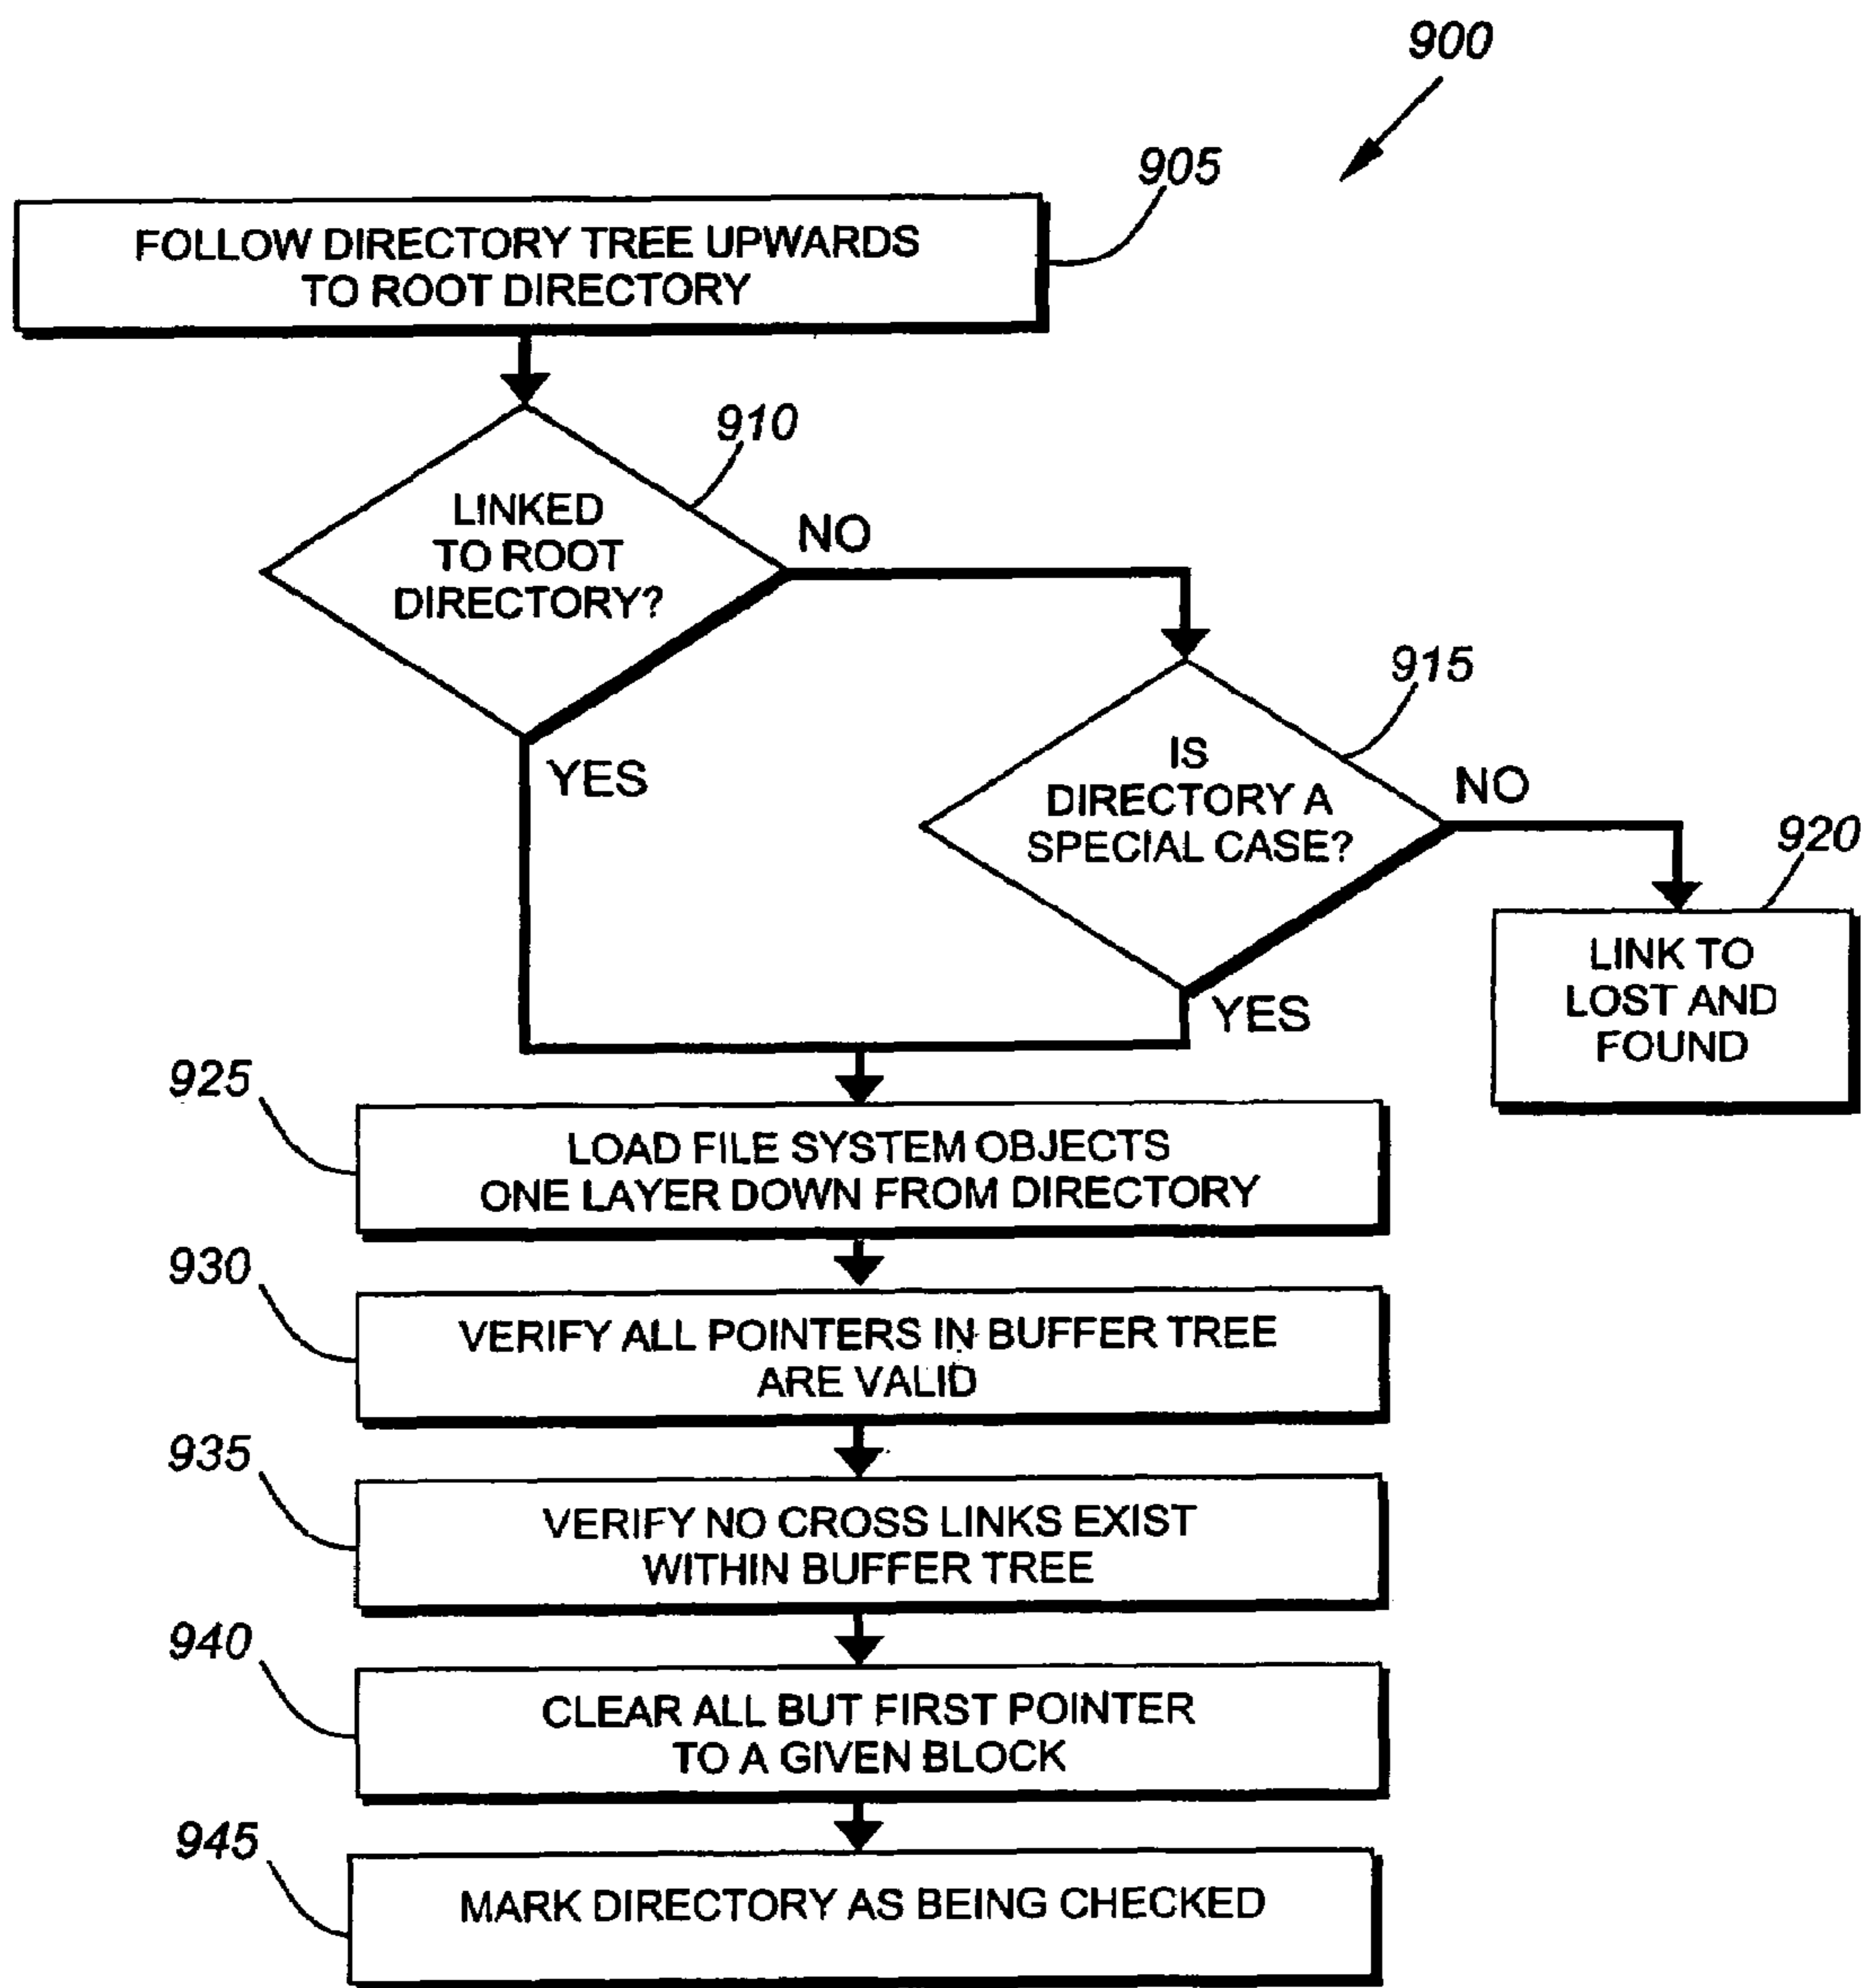 900
905
FOLLOW DIRECTORY TREE UPWARDS
TO ROOT DIRECTORY
910
LINKED
TO ROOT
DIRECTORY?
NO
YES
915
IS
DIRECTORY A
SPECIAL CASE?
NO
YES
920
LINK TO
LOST AND
FOUND
925
LOAD FILE SYSTEM OBJECTS
ONE LAYER DOWN FROM DIRECTORY
930
VERIFY ALL POINTERS IN BUFFER TREE
ARE VALID
935
VERIFY NO CROSS LINKS EXIST
WITHIN BUFFER TREE
940
CLEAR ALL BUT FIRST POINTER
TO A GIVEN BLOCK
945
MARK DIRECTORY AS BEING CHECKED